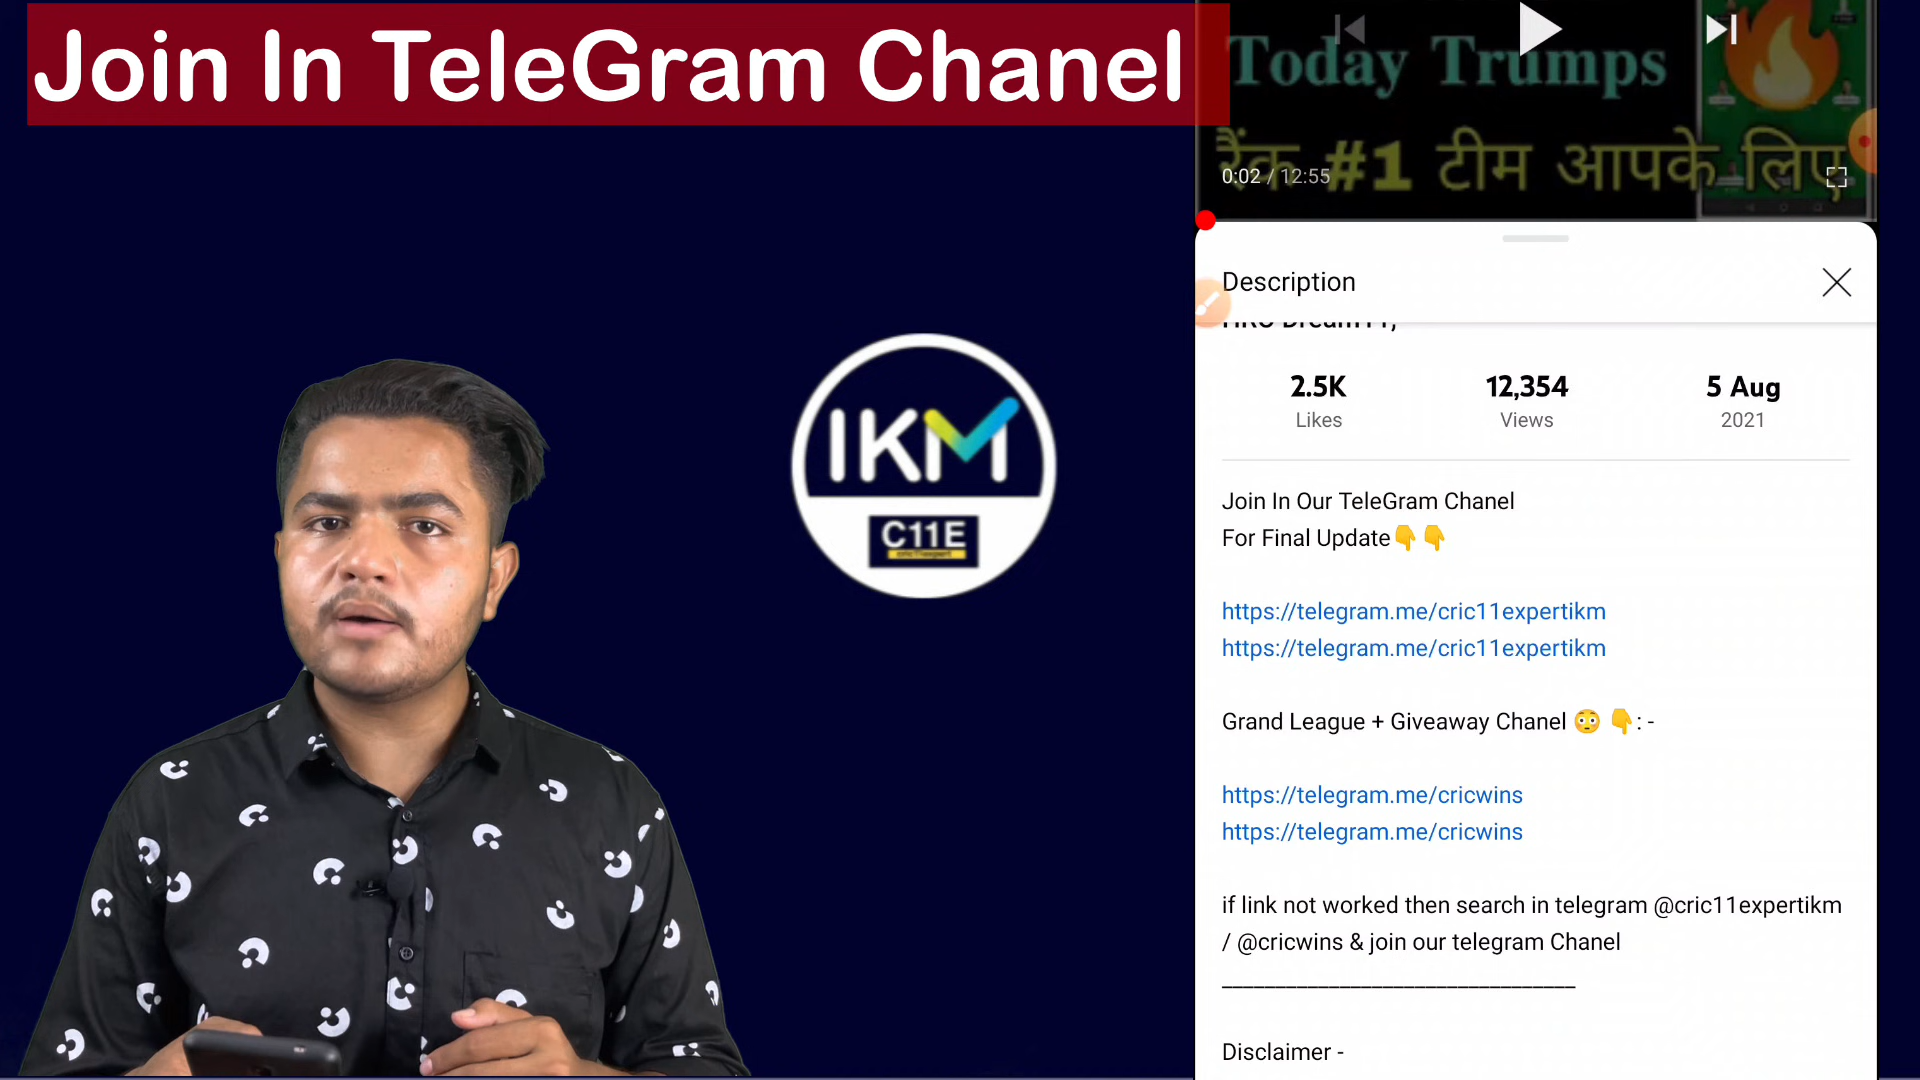 Join In TeleGram Chanel
Today Trumps
रैंक #1 टीम आपके लिए
0:02 / 12:55
Description
2.5K
Likes
12,354
Views
5 Aug
2021
Join In Our TeleGram Chanel
For Final Update👇👇
https://telegram.me/cric11expertikm
https://telegram.me/cric11expertikm
Grand League + Giveaway Chanel 😳 👇: -
https://telegram.me/cricwins
https://telegram.me/cricwins
if link not worked then search in telegram @cric11expertikm
/ @cricwins & join our telegram Chanel
________________________________
Disclaimer -
IKM
C11E